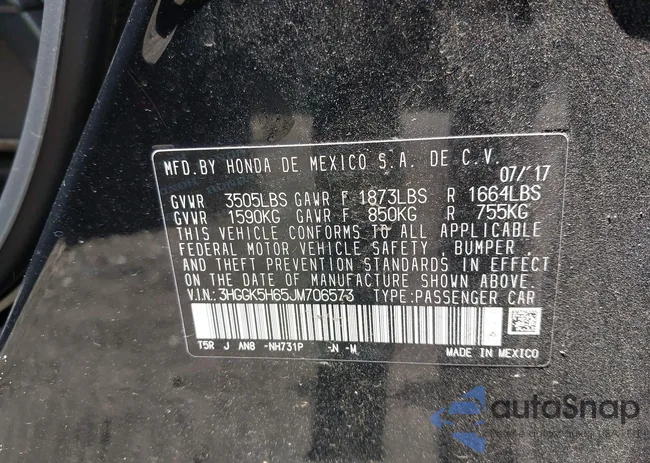 MFD. BY HONDA DE MEXICO S.A. DE C.V.
07/'17
GVWR 3505LBS GAWR F 1873LBS R 1664LBS
GVWR 1590KG GAWR F 850KG R 755KG
THIS VEHICLE CONFORMS TO ALL APPLICABLE
FEDERAL MOTOR VEHICLE SAFETY BUMPER
AND THEFT PREVENTION STANDARDS IN EFFECT
ON THE DATE OF MANUFACTURE SHOWN ABOVE.
V.I.N.: 3HGGK5H65JM706573 TYPE: PASSENGER CAR
T5R J AN8 -NH731P -N -M
MADE IN MEXICO
autoSnap